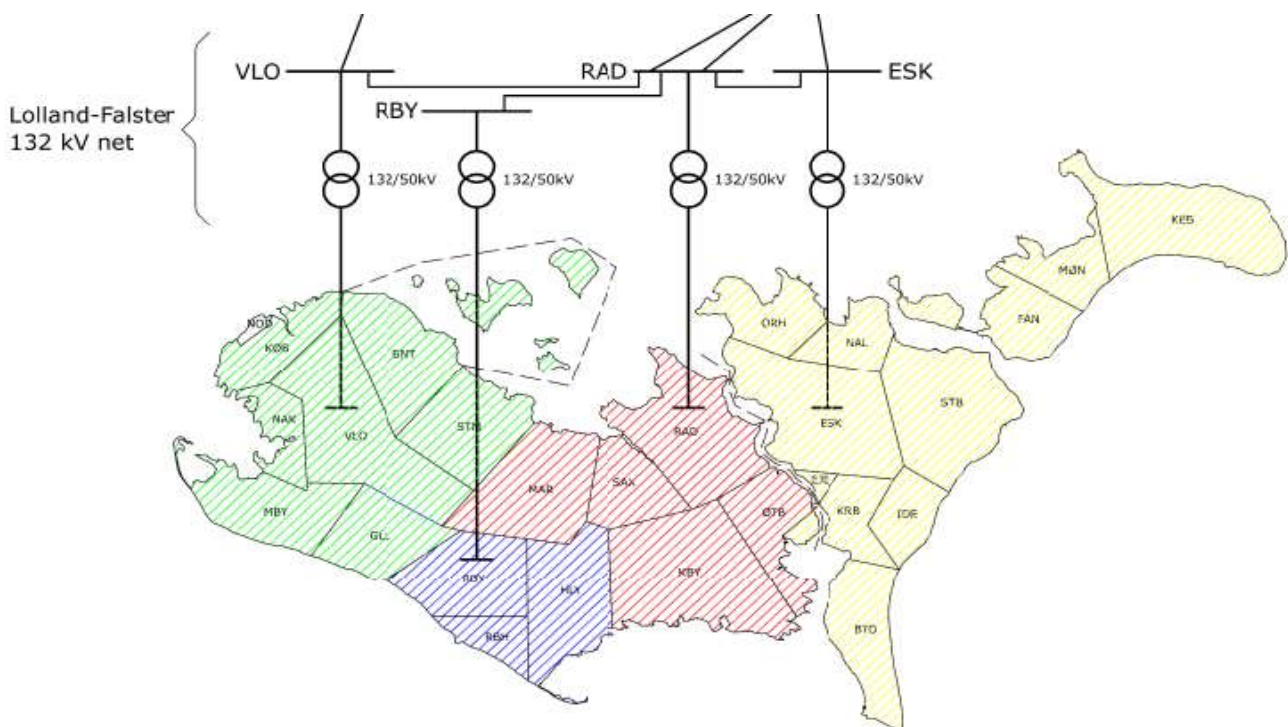 VLO
RAD
ESK
RBY
Lolland-Falster
132 kV net
132/50kV
132/50kV
132/50kV
132/50kV
KES
MØN
FAN
NOD
KØB
BNT
ORH
NAL
STB
NAK
VLO
STN
RAD
ESK
MAR
SAX
MBY
GLL
ØTB
KRB
IDE
RBY
HLY
KBY
RBH
BTO